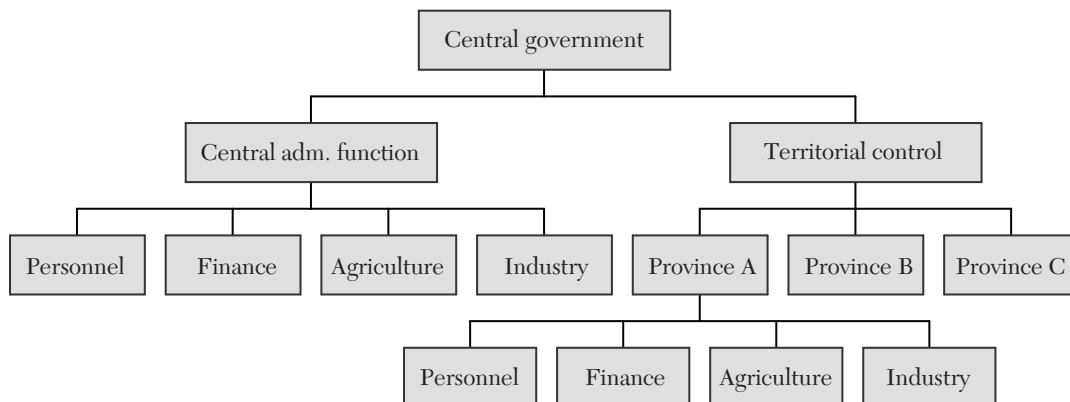 Central government
Central adm. function
Territorial control
Personnel
Finance
Agriculture
Industry
Province A
Province B
Province C
Personnel
Finance
Agriculture
Industry